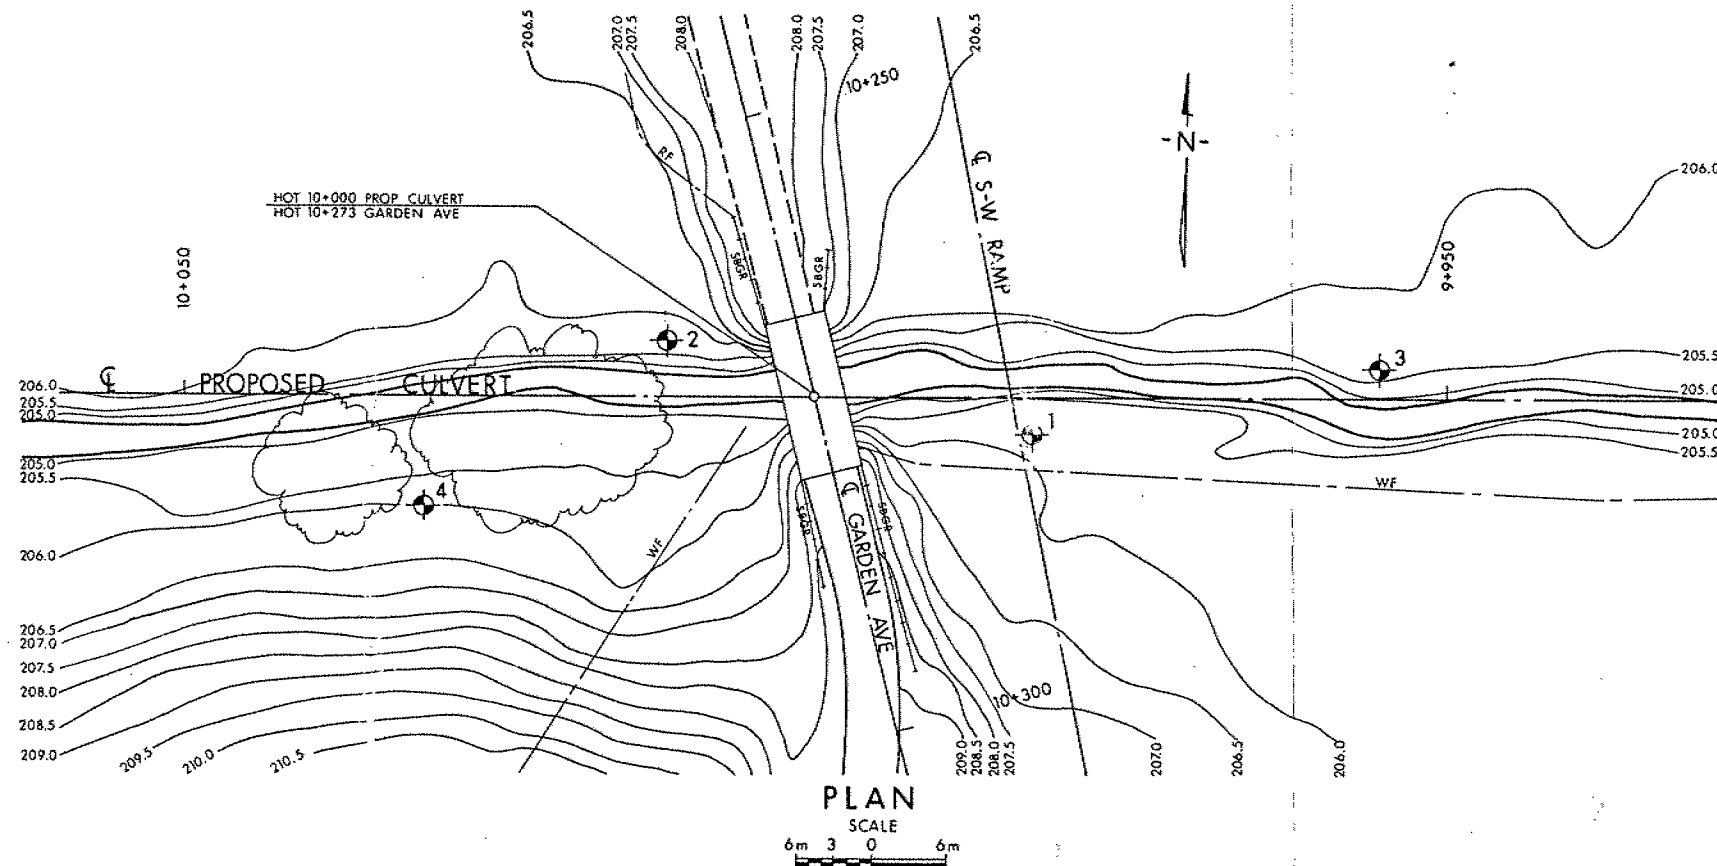 206.5
207.0
207.5
208.0
208.0
207.5
207.0
206.5
10+250
-N-
RF
℄ S-W RAMP
206.0
HOT 10+000 PROP CULVERT
HOT 10+273 GARDEN AVE
10+050
SBGR
SBGR
9+950
2
3
205.5
206.0
℄ PROPOSED CULVERT
205.5
205.0
205.0
1
205.0
205.5
205.0
205.5
4
WF
℄ GARDEN AVE
SBGR
SBGR
WF
206.0
206.5
207.0
207.5
208.0
208.5
209.0
209.5
210.0
210.5
10+300
209.0
208.5
208.0
207.5
207.0
206.5
206.0
PLAN
SCALE
6m 3 0 6m